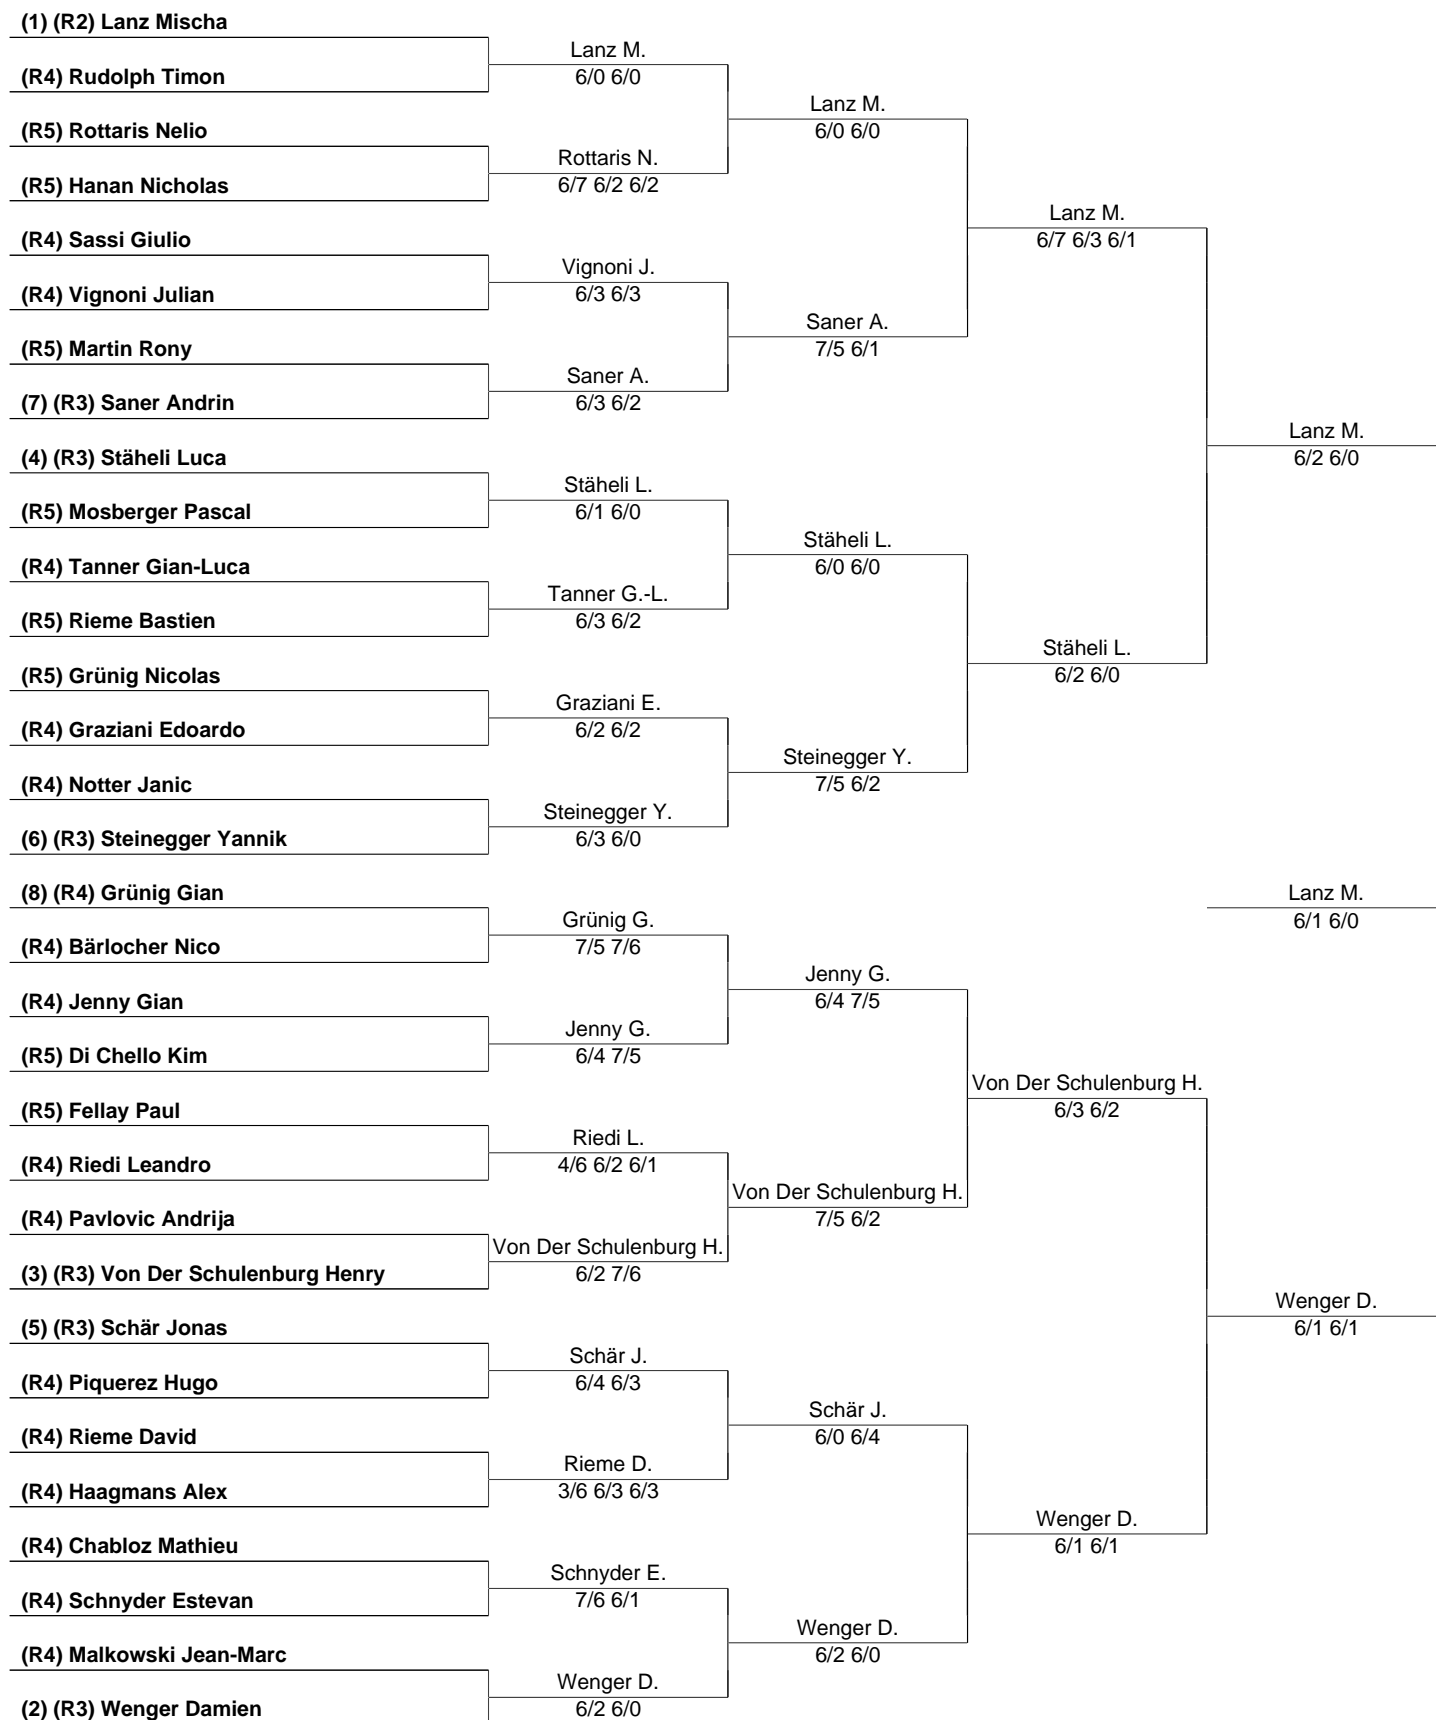 (1) (R2) Lanz Mischa
(R4) Rudolph Timon
(R5) Rottaris Nelio
(R5) Hanan Nicholas
(R4) Sassi Giulio
(R4) Vignoni Julian
(R5) Martin Rony
(7) (R3) Saner Andrin
(4) (R3) Stäheli Luca
(R5) Mosberger Pascal
(R4) Tanner Gian-Luca
(R5) Rieme Bastien
(R5) Grünig Nicolas
(R4) Graziani Edoardo
(R4) Notter Janic
(6) (R3) Steinegger Yannik
(8) (R4) Grünig Gian
(R4) Bärlocher Nico
(R4) Jenny Gian
(R5) Di Chello Kim
(R5) Fellay Paul
(R4) Riedi Leandro
(R4) Pavlovic Andrija
(3) (R3) Von Der Schulenburg Henry
(5) (R3) Schär Jonas
(R4) Piquerez Hugo
(R4) Rieme David
(R4) Haagmans Alex
(R4) Chabloz Mathieu
(R4) Schnyder Estevan
(R4) Malkowski Jean-Marc
(2) (R3) Wenger Damien
Lanz M.
6/0 6/0
Rottaris N.
6/7 6/2 6/2
Vignoni J.
6/3 6/3
Saner A.
6/3 6/2
Stäheli L.
6/1 6/0
Tanner G.-L.
6/3 6/2
Graziani E.
6/2 6/2
Steinegger Y.
6/3 6/0
Grünig G.
7/5 7/6
Jenny G.
6/4 7/5
Riedi L.
4/6 6/2 6/1
Von Der Schulenburg H.
6/2 7/6
Schär J.
6/4 6/3
Rieme D.
3/6 6/3 6/3
Schnyder E.
7/6 6/1
Wenger D.
6/2 6/0
Lanz M.
6/0 6/0
Saner A.
7/5 6/1
Stäheli L.
6/0 6/0
Steinegger Y.
7/5 6/2
Jenny G.
6/4 7/5
Von Der Schulenburg H.
7/5 6/2
Schär J.
6/0 6/4
Wenger D.
6/2 6/0
Lanz M.
6/7 6/3 6/1
Stäheli L.
6/2 6/0
Von Der Schulenburg H.
6/3 6/2
Wenger D.
6/1 6/1
Lanz M.
6/2 6/0
Lanz M.
6/1 6/0
Wenger D.
6/1 6/1